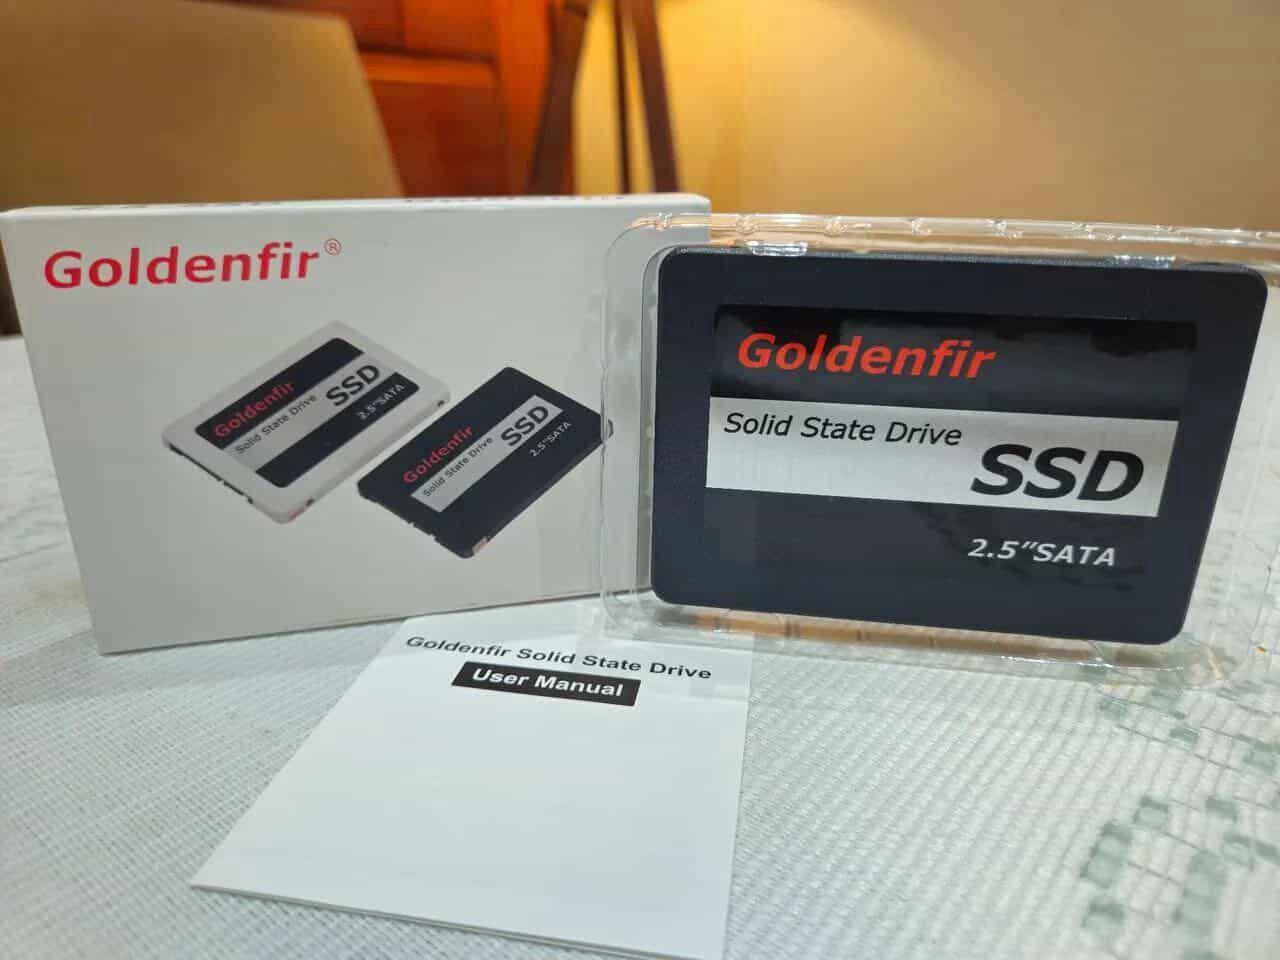 Goldenfir®
Goldenfir
Solid State Drive
SSD
2.5"SATA
Goldenfir
Solid State Drive
SSD
2.5"SATA
Goldenfir
Solid State Drive
SSD
2.5"SATA
Goldenfir Solid State Drive
User Manual